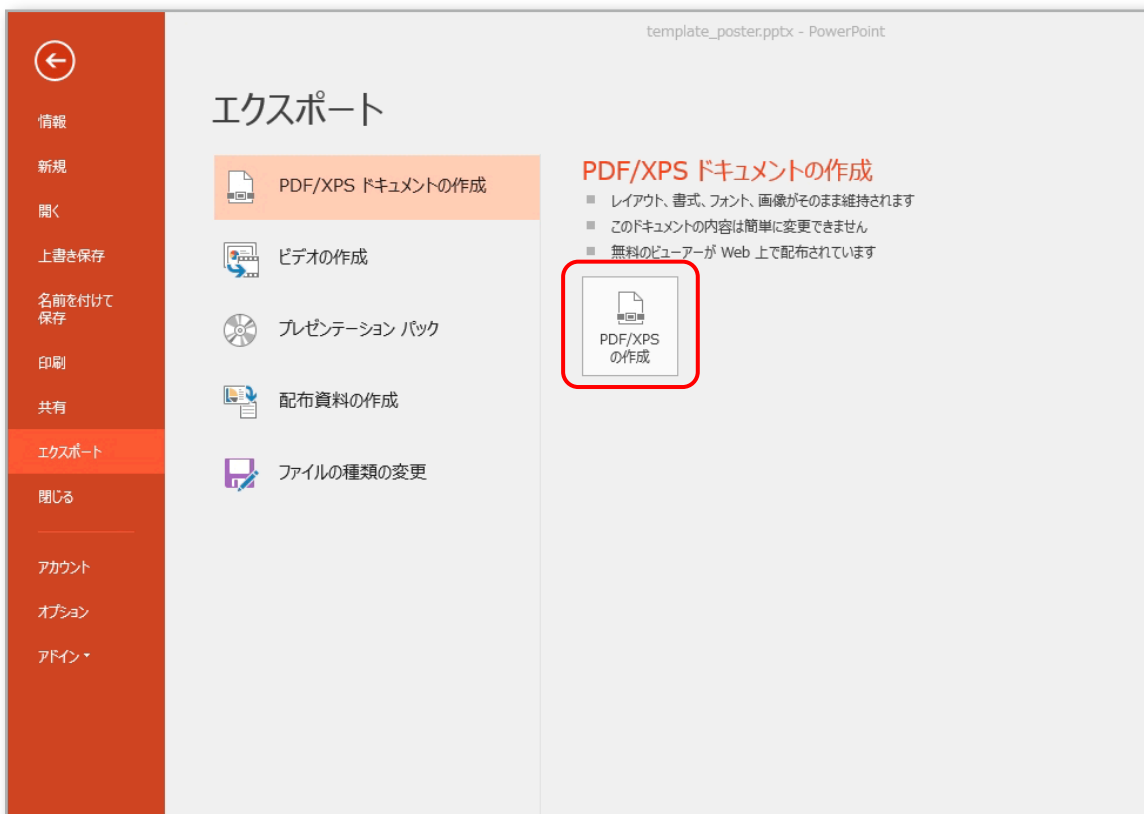 template_poster.pptx - PowerPoint
情報
新規
開く
上書き保存
名前を付けて
保存
印刷
共有
エクスポート
閉じる
アカウント
オプション
アドイン
エクスポート
PDF/XPS ドキュメントの作成
ビデオの作成
プレゼンテーション パック
配布資料の作成
ファイルの種類の変更
PDF/XPS ドキュメントの作成
レイアウト、書式、フォント、画像がそのまま維持されます
このドキュメントの内容は簡単に変更できません
無料のビューアーが Web 上で配布されています
PDF/XPS
の作成